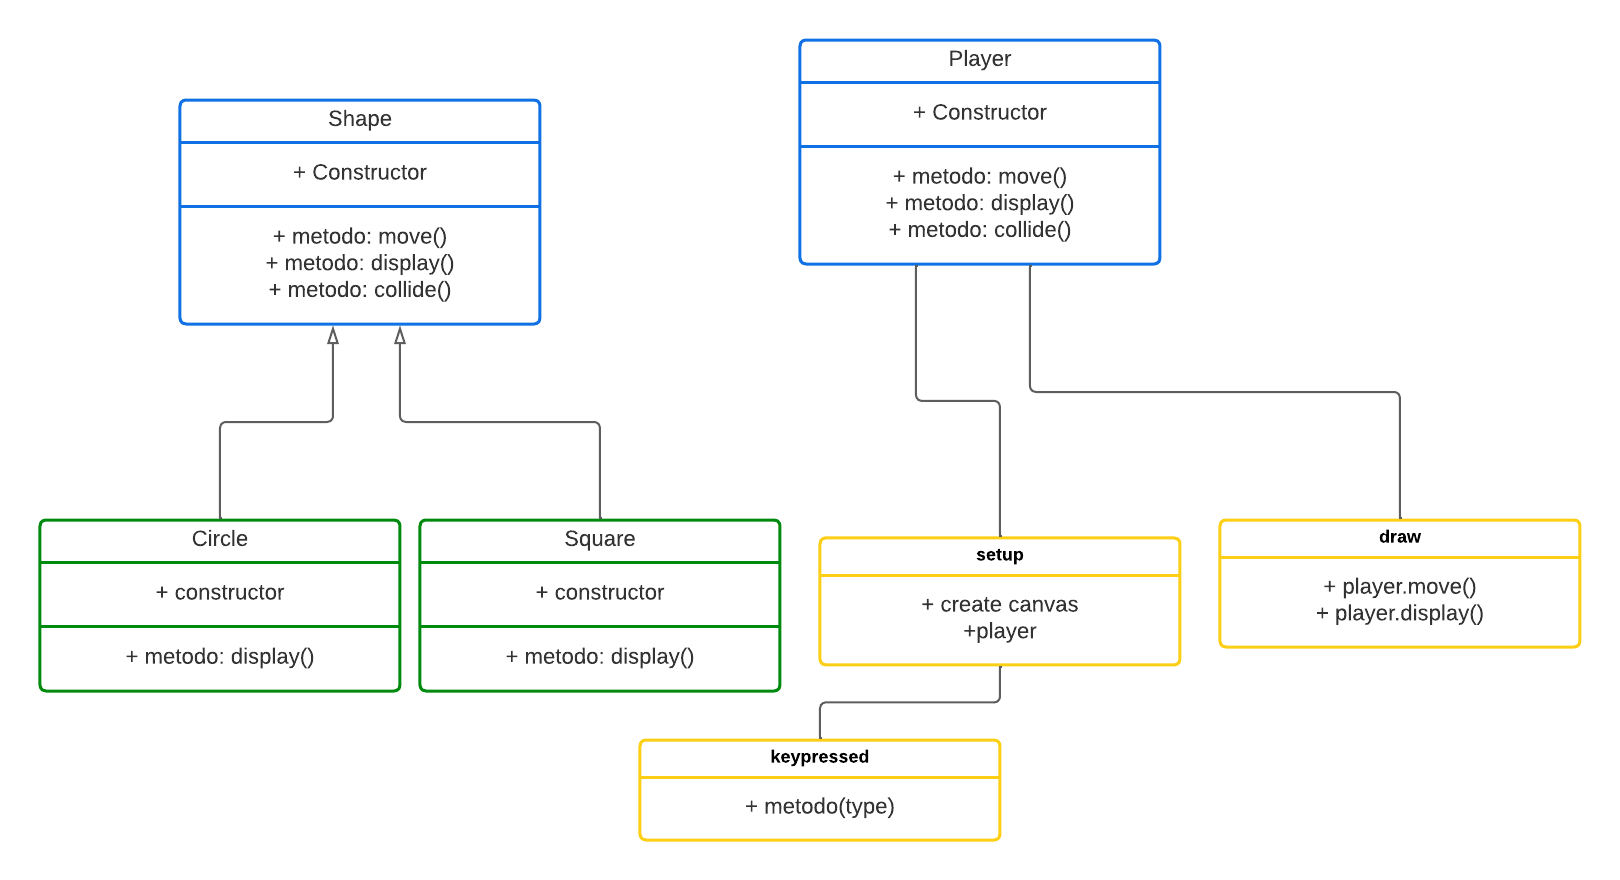 Shape
+ Constructor
+ metodo: move()
+ metodo: display()
+ metodo: collide()
Player
+ Constructor
+ metodo: move()
+ metodo: display()
+ metodo: collide()
Circle
+ constructor
+ metodo: display()
Square
+ constructor
+ metodo: display()
setup
+ create canvas
+player
draw
+ player.move()
+ player.display()
keypressed
+ metodo(type)